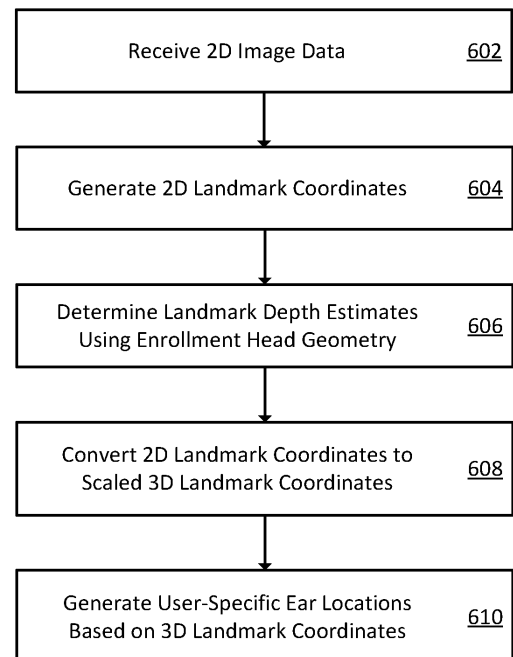 Receive 2D Image Data 602
Generate 2D Landmark Coordinates 604
Determine Landmark Depth Estimates
Using Enrollment Head Geometry 606
Convert 2D Landmark Coordinates to
Scaled 3D Landmark Coordinates 608
Generate User-Specific Ear Locations
Based on 3D Landmark Coordinates 610